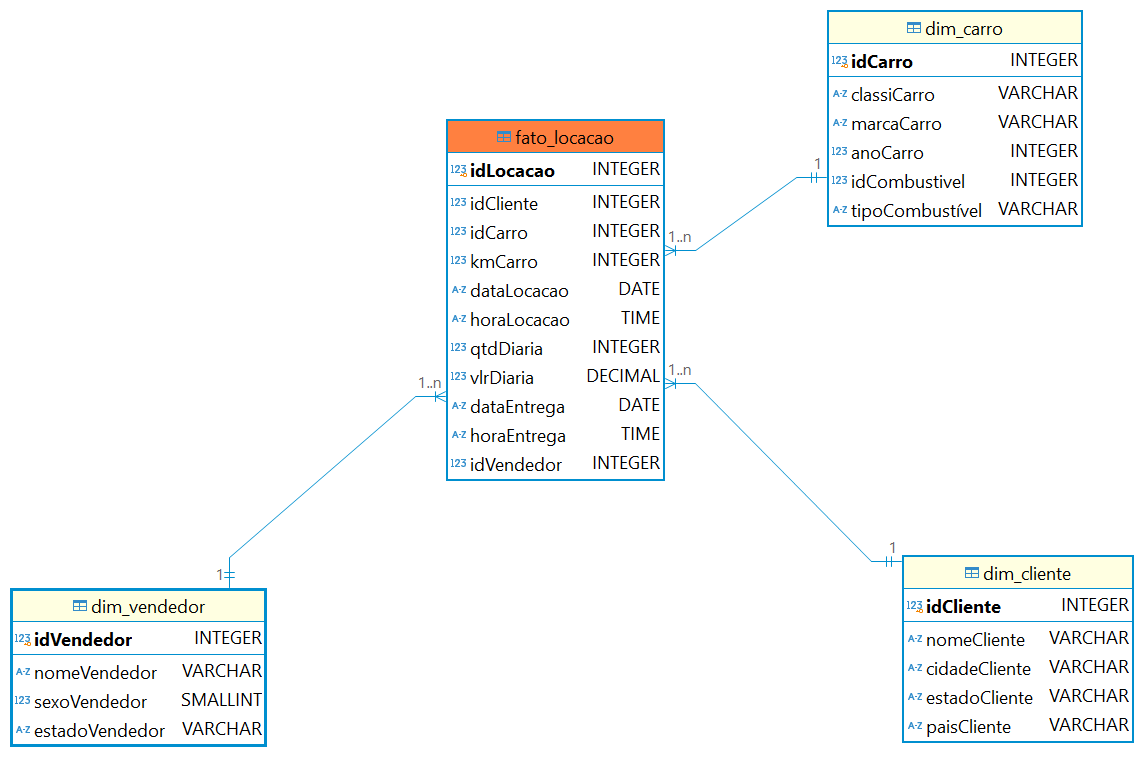 dim_carro
123 idCarro INTEGER
A-Z classiCarro VARCHAR
A-Z marcaCarro VARCHAR
123 anoCarro INTEGER
123 idCombustivel INTEGER
A-Z tipoCombustível VARCHAR
1
1..n
fato_locacao
123 idLocacao INTEGER
123 idCliente INTEGER
123 idCarro INTEGER
123 kmCarro INTEGER
A-Z dataLocacao DATE
A-Z horaLocacao TIME
123 qtdDiaria INTEGER
123 vlrDiaria DECIMAL
A-Z dataEntrega DATE
A-Z horaEntrega TIME
123 idVendedor INTEGER
1..n
1..n
1
1
dim_vendedor
123 idVendedor INTEGER
A-Z nomeVendedor VARCHAR
123 sexoVendedor SMALLINT
A-Z estadoVendedor VARCHAR
dim_cliente
123 idCliente INTEGER
A-Z nomeCliente VARCHAR
A-Z cidadeCliente VARCHAR
A-Z estadoCliente VARCHAR
A-Z paisCliente VARCHAR